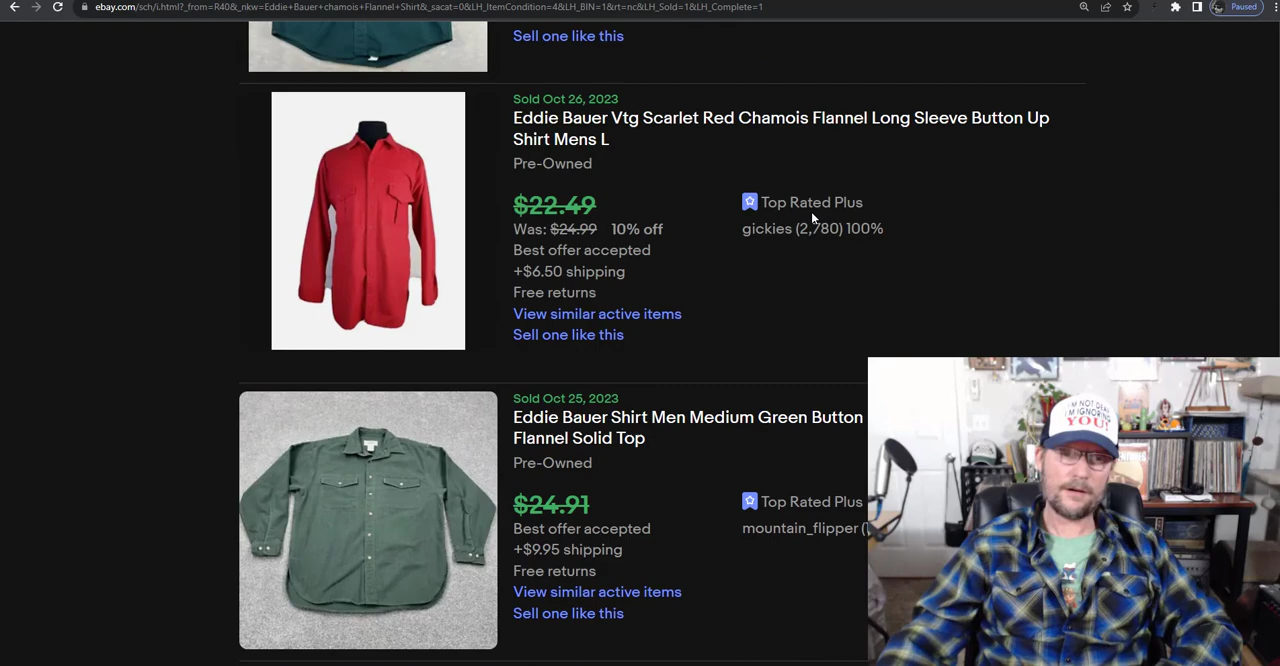 ebay.com/sch/i.html?_from=R40&_nkw=Eddie+Bauer+chamois+Flannel+Shirt&_sacat=0&LH_ItemCondition=4&LH_BIN=1&rt=nc&LH_Sold=1&LH_Complete=1
Paused
Sell one like this
Sold Oct 26, 2023
Eddie Bauer Vtg Scarlet Red Chamois Flannel Long Sleeve Button Up
Shirt Mens L
Pre-Owned
$22.49
Top Rated Plus
Was: $24.99 10% off
gickies (2,780) 100%
Best offer accepted
+$6.50 shipping
Free returns
View similar active items
Sell one like this
Sold Oct 25, 2023
Eddie Bauer Shirt Men Medium Green Button
Flannel Solid Top
Pre-Owned
$24.91
Top Rated Plus
Best offer accepted
mountain_flipper
+$9.95 shipping
Free returns
View similar active items
Sell one like this
I'M NOT DEAF
I'M IGNORING
YOU!